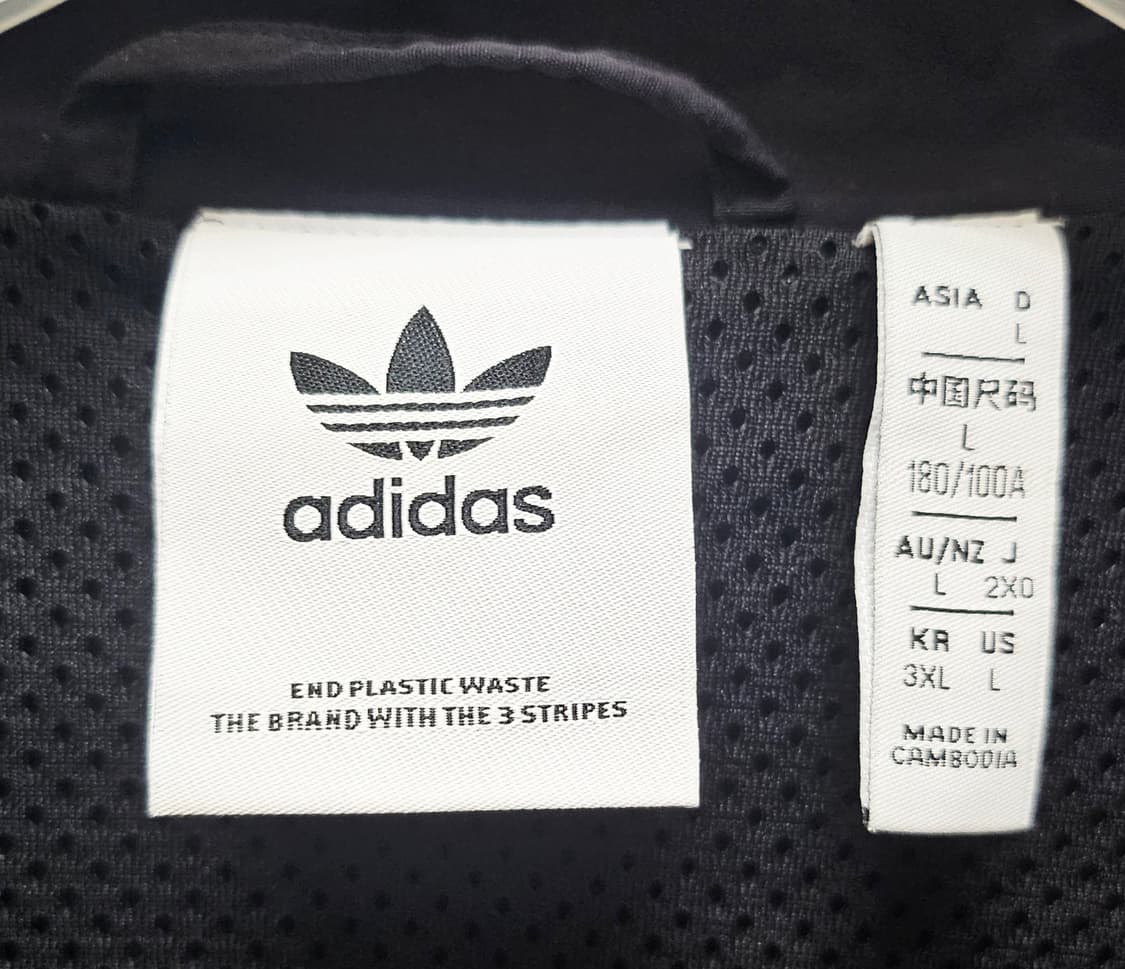 adidas
END PLASTIC WASTE
THE BRAND WITH THE 3 STRIPES
ASIA D
L
中国尺码
L
180/100A
AU/NZ J
L 2XO
KR US
3XL L
MADE IN
CAMBODIA